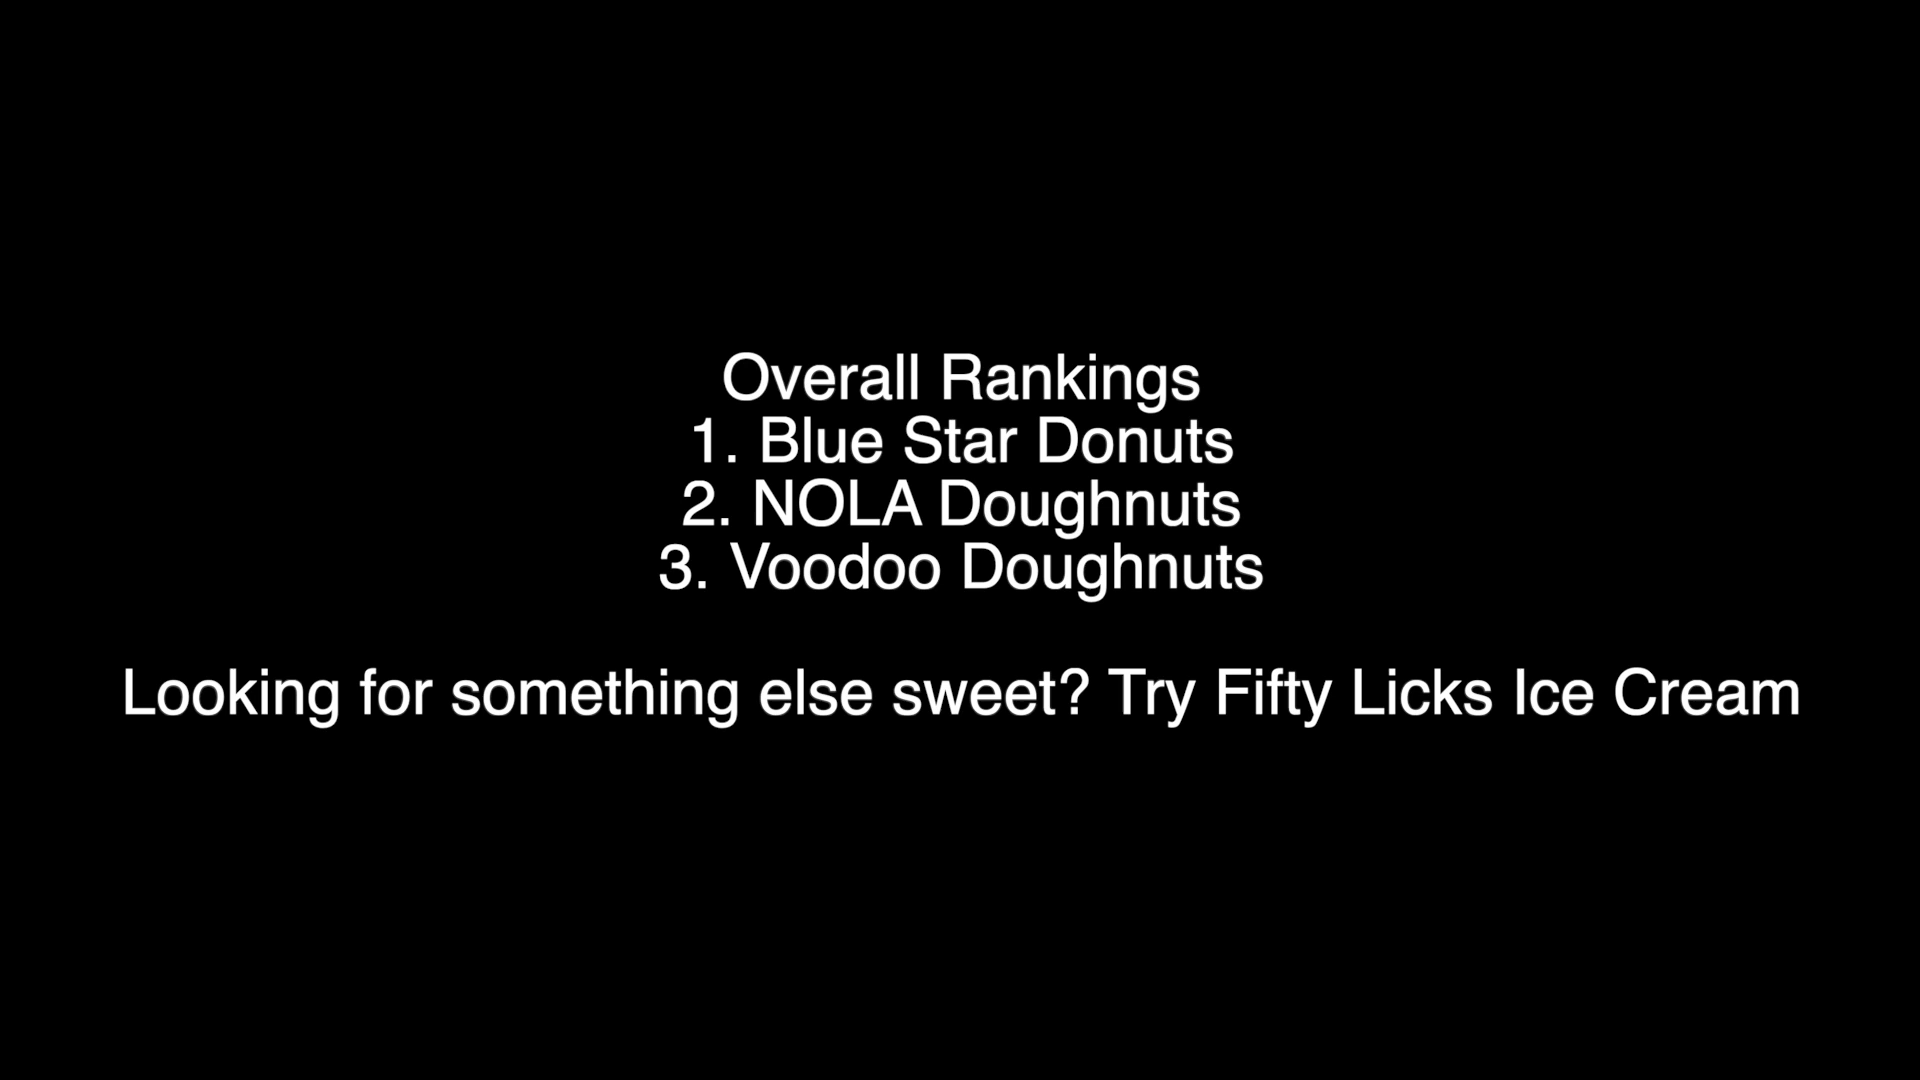 Overall Rankings
1. Blue Star Donuts
2. NOLA Doughnuts
3. Voodoo Doughnuts
Looking for something else sweet? Try Fifty Licks Ice Cream